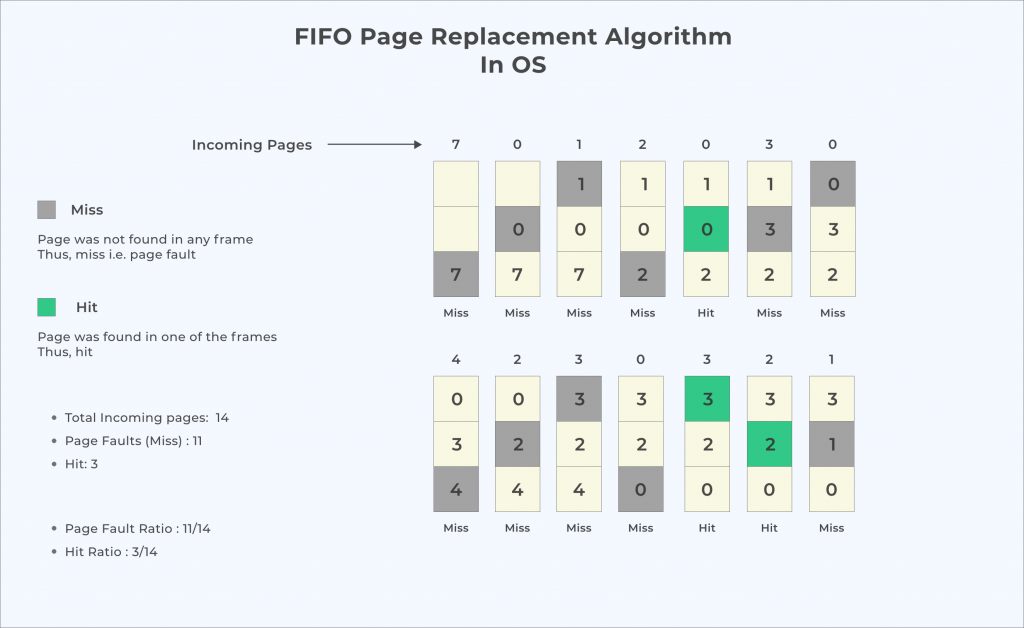 FIFO Page Replacement Algorithm
In OS
Incoming Pages
7 0 1 2 0 3 0
1 1 1 1 0
0 0 0 0 3 3
7 7 7 2 2 2 2
Miss Miss Miss Miss Hit Miss Miss
Miss
Page was not found in any frame
Thus, miss i.e. page fault
Hit
Page was found in one of the frames
Thus, hit
4 2 3 0 3 2 1
0 0 3 3 3 3 3
3 2 2 2 2 2 1
4 4 4 0 0 0 0
Miss Miss Miss Miss Hit Hit Miss
• Total Incoming pages: 14
• Page Faults (Miss) : 11
• Hit: 3
• Page Fault Ratio : 11/14
• Hit Ratio : 3/14